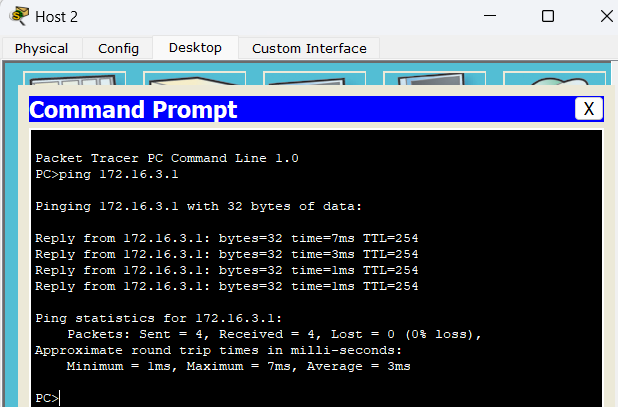 Host 2
Physical Config Desktop Custom Interface
Command Prompt
X
Packet Tracer PC Command Line 1.0
PC>ping 172.16.3.1
Pinging 172.16.3.1 with 32 bytes of data:
Reply from 172.16.3.1: bytes=32 time=7ms TTL=254
Reply from 172.16.3.1: bytes=32 time=3ms TTL=254
Reply from 172.16.3.1: bytes=32 time=1ms TTL=254
Reply from 172.16.3.1: bytes=32 time=1ms TTL=254
Ping statistics for 172.16.3.1:
Packets: Sent = 4, Received = 4, Lost = 0 (0% loss),
Approximate round trip times in milli-seconds:
Minimum = 1ms, Maximum = 7ms, Average = 3ms
PC>